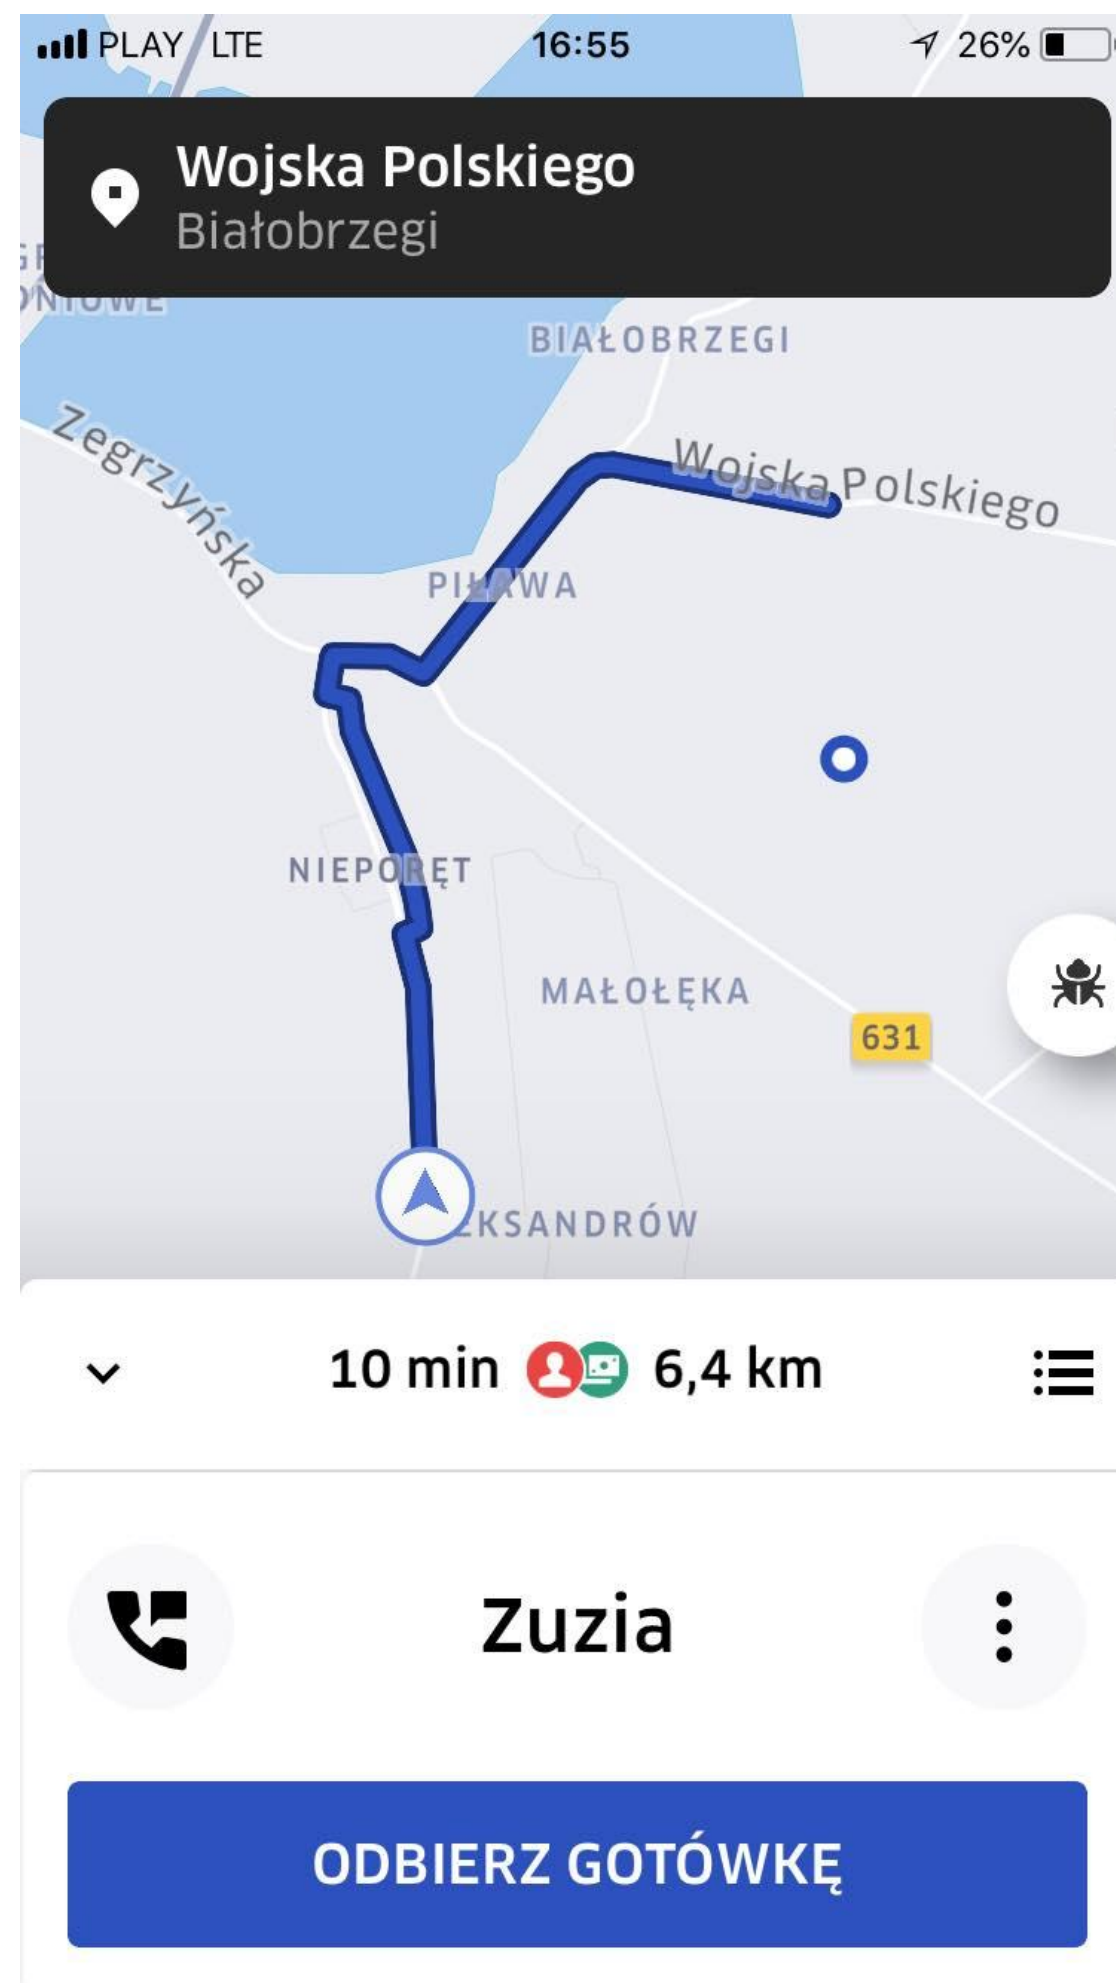 PLAY LTE 16:55 26%
Wojska Polskiego
Białobrzegi
BIAŁOBRZEGI
Zegrzyńska
Wojska Polskiego
PIŁAWA
NIEPORĘT
MAŁOŁĘKA
631
10 min 6,4 km
Zuzia
ODBIERZ GOTÓWKĘ